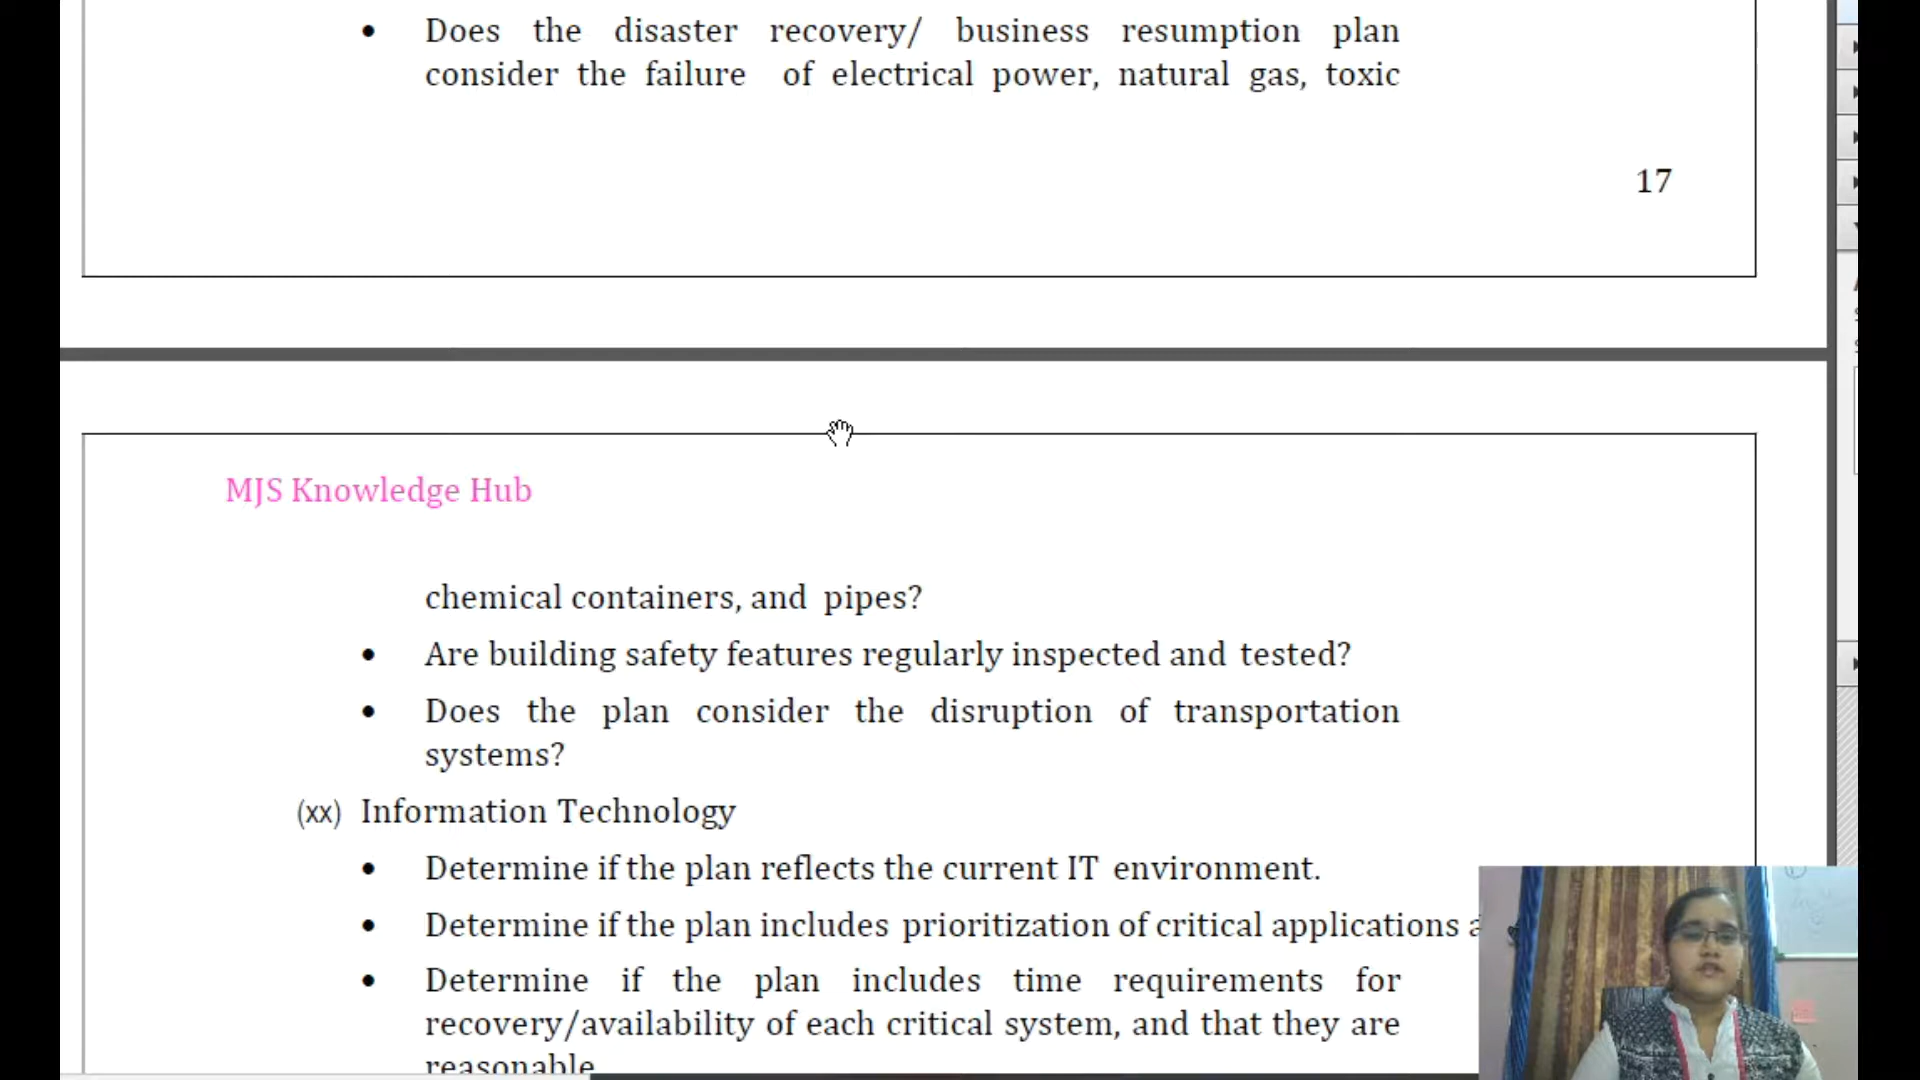 • Does the disaster recovery/ business resumption plan
consider the failure of electrical power, natural gas, toxic
17
MJS Knowledge Hub
chemical containers, and pipes?
• Are building safety features regularly inspected and tested?
• Does the plan consider the disruption of transportation
systems?
(xx) Information Technology
• Determine if the plan reflects the current IT environment.
• Determine if the plan includes prioritization of critical applications
• Determine if the plan includes time requirements for
recovery/availability of each critical system, and that they are
reasonable